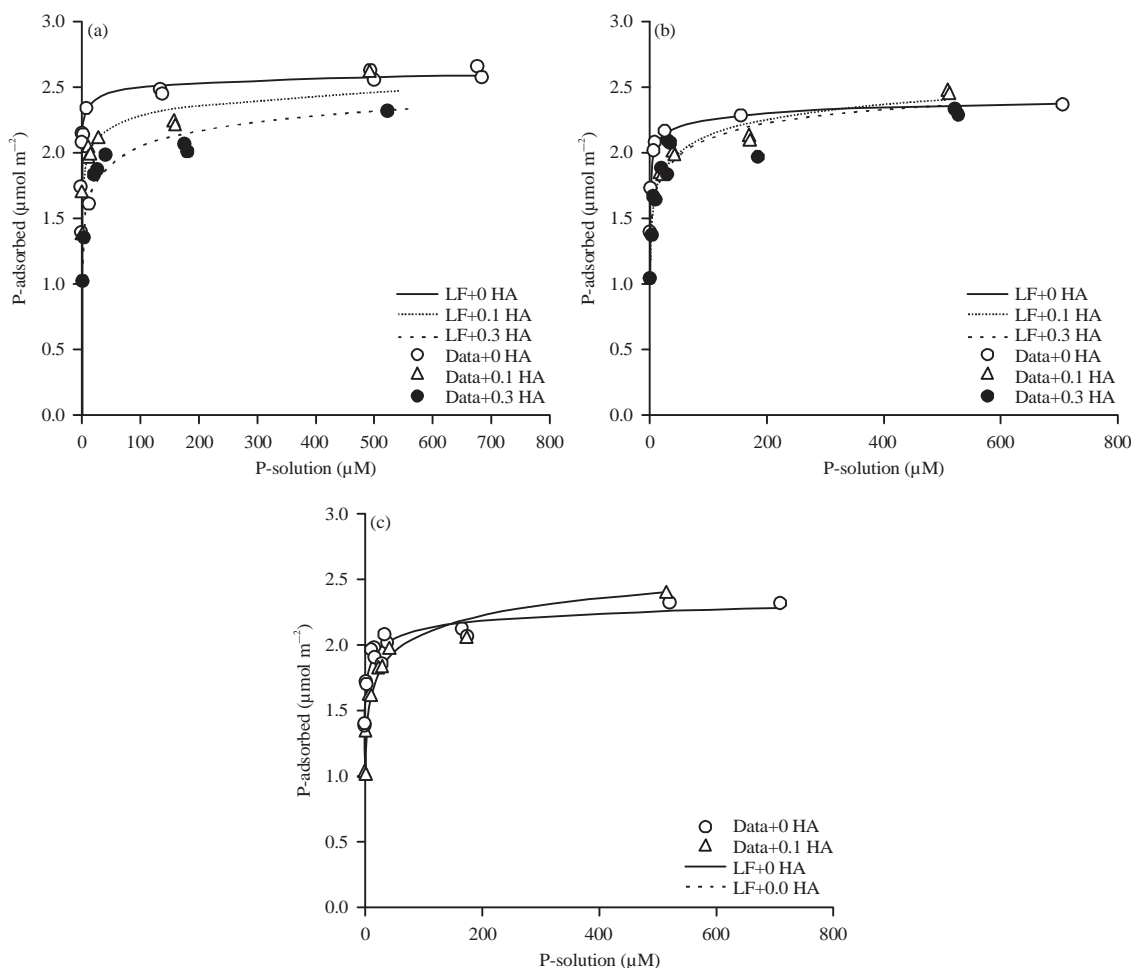 (a)
3.0
2.5
2.0
1.5
1.0
0.5
0.0
P-adsorbed (µmol m⁻²)
LF+0 HA
LF+0.1 HA
LF+0.3 HA
Data+0 HA
Data+0.1 HA
Data+0.3 HA
0 100 200 300 400 500 600 700 800
P-solution (µM)
(b)
3.0
2.5
2.0
1.5
1.0
0.5
0.0
P-adsorbed (µmol m⁻²)
LF+0 HA
LF+0.1 HA
LF+0.3 HA
Data+0 HA
Data+0.1 HA
Data+0.3 HA
0 200 400 600 800
P-solution (µM)
(c)
3.0
2.5
2.0
1.5
1.0
0.5
0.0
P-adsorbed (µmol m⁻²)
Data+0 HA
Data+0.1 HA
LF+0 HA
LF+0.0 HA
0 200 400 600 800
P-solution (µM)